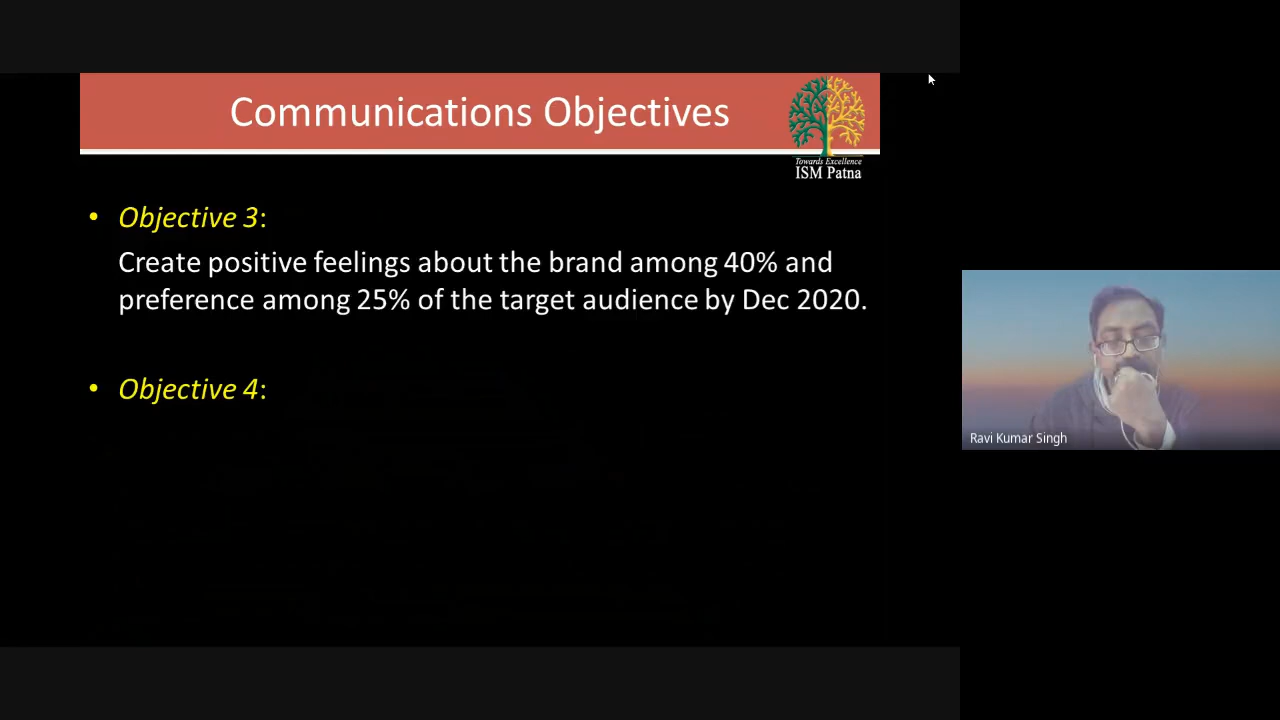 Communications Objectives
Towards Excellence
ISM Patna
• Objective 3:
Create positive feelings about the brand among 40% and
preference among 25% of the target audience by Dec 2020.
• Objective 4:
Ravi Kumar Singh